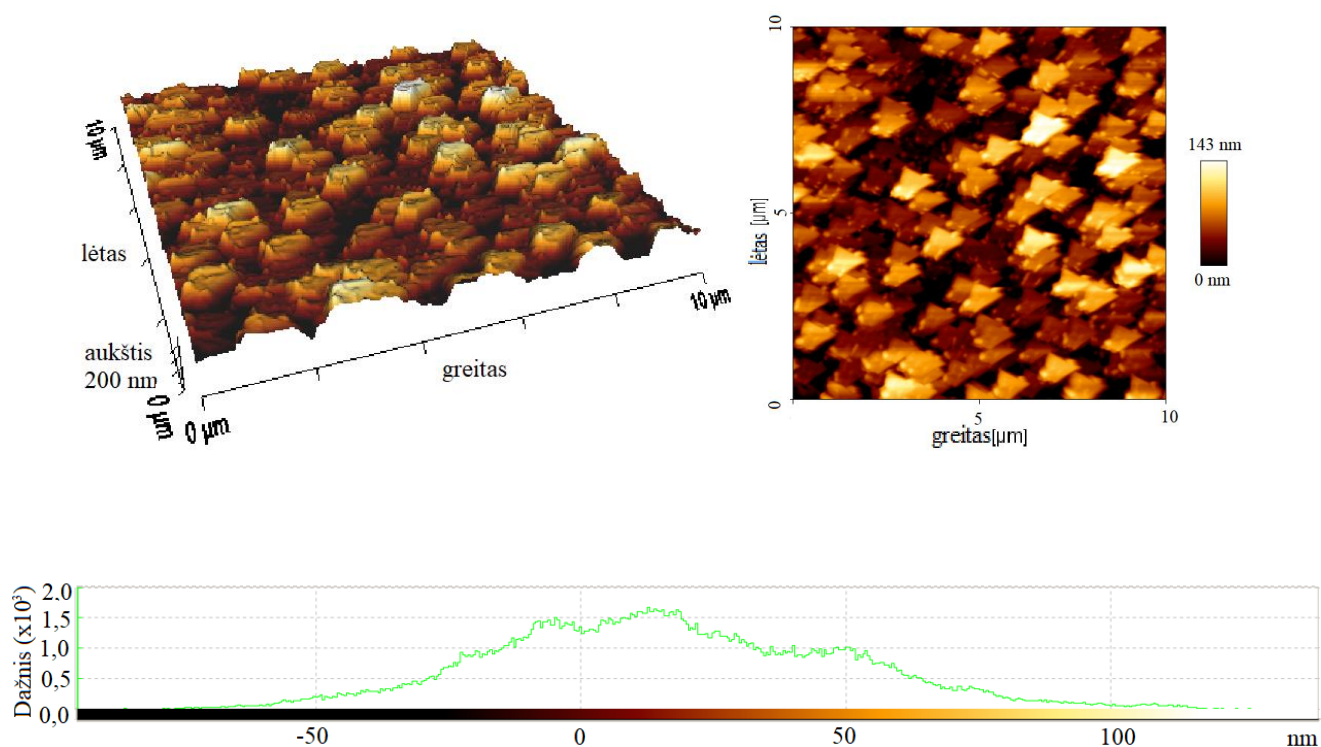 10 µm
lėtas
aukštis
200 nm
0 µm
0 µm
greitas
10 µm
10
lėtas [µm]
5
0
5
10
greitas[µm]
143 nm
0 nm
Dažnis (x10³)
2,0
1,5
1,0
0,5
0,0
-50 0 50 100 nm